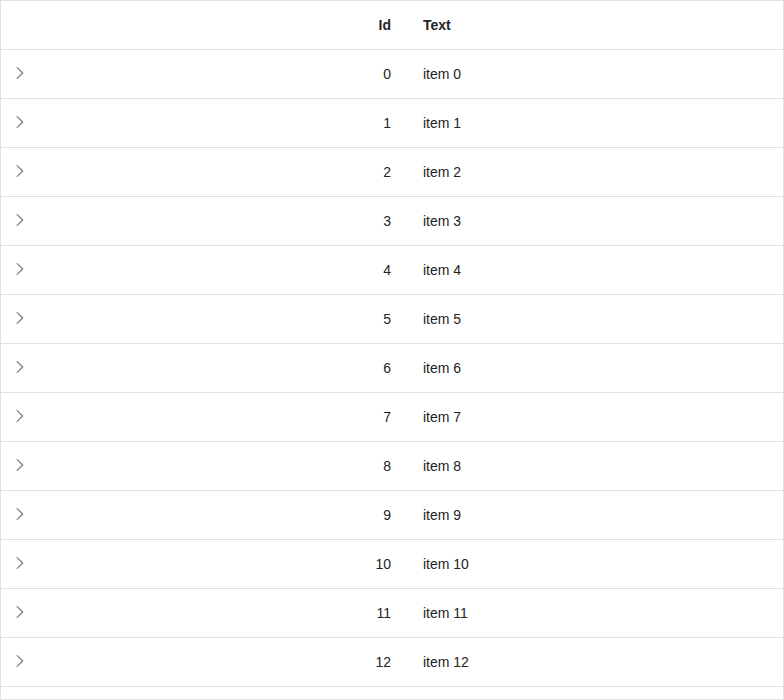 Id Text
0 item 0
1 item 1
2 item 2
3 item 3
4 item 4
5 item 5
6 item 6
7 item 7
8 item 8
9 item 9
10 item 10
11 item 11
12 item 12